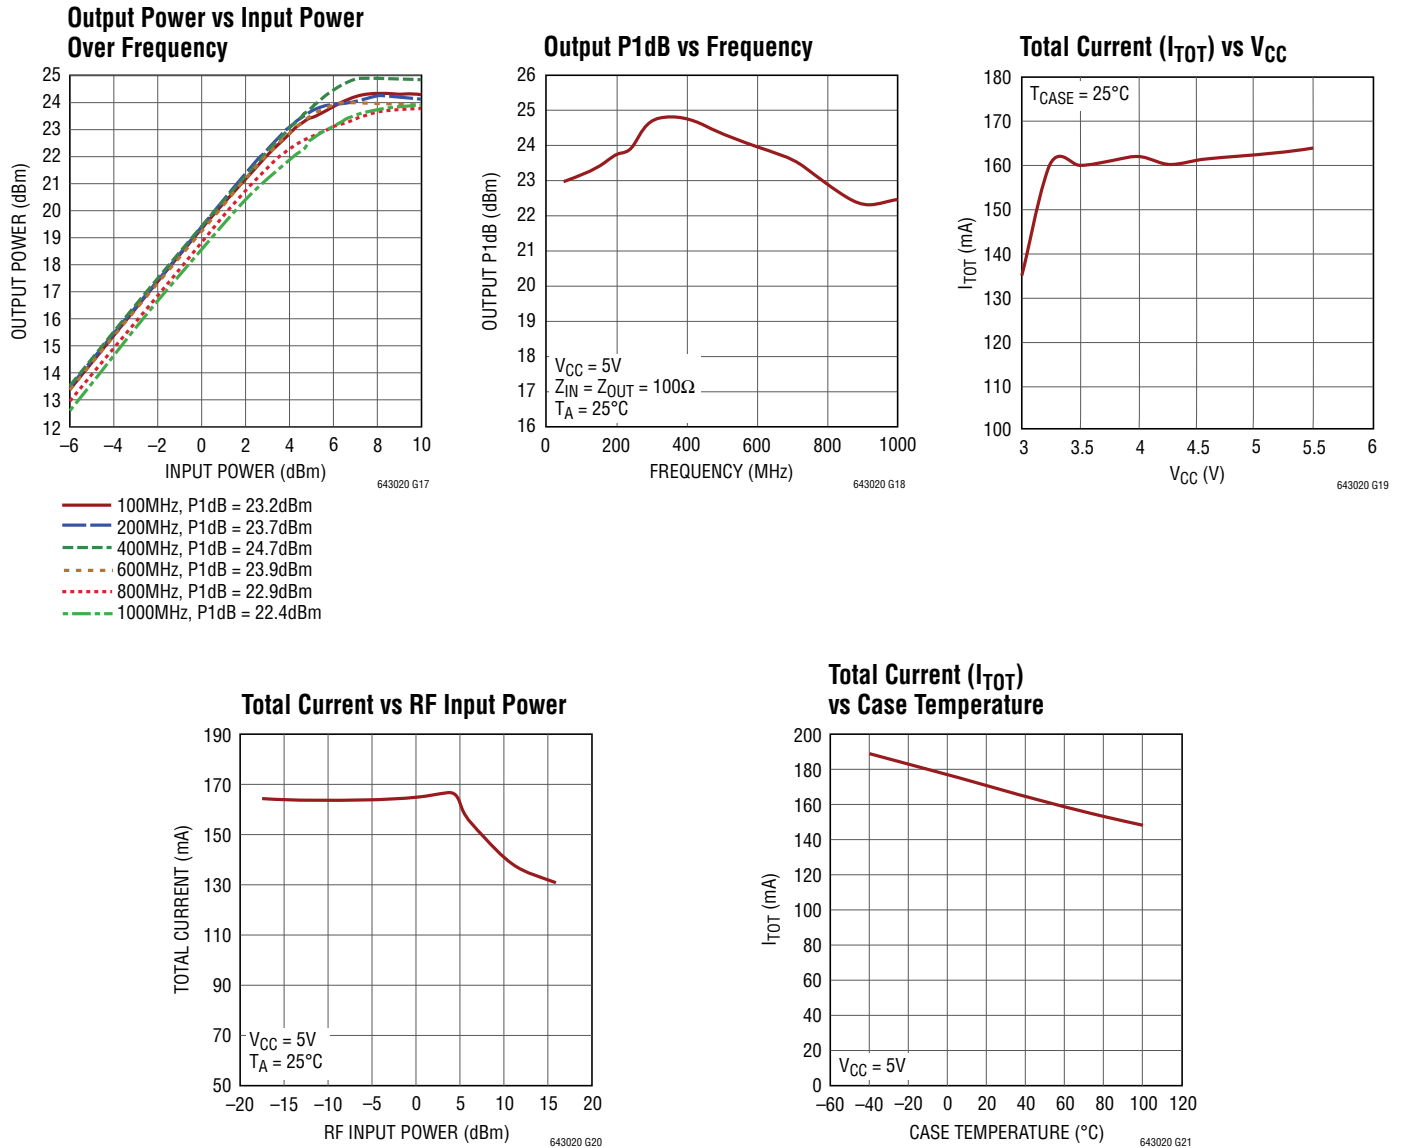 Output Power vs Input Power
Over Frequency
25
24
23
22
21
20
19
18
17
16
15
14
13
12
OUTPUT POWER (dBm)
–6 –4 –2 0 2 4 6 8 10
INPUT POWER (dBm)
643020 G17
100MHz, P1dB = 23.2dBm
200MHz, P1dB = 23.7dBm
400MHz, P1dB = 24.7dBm
600MHz, P1dB = 23.9dBm
800MHz, P1dB = 22.9dBm
1000MHz, P1dB = 22.4dBm
Output P1dB vs Frequency
26
25
24
23
22
21
20
19
18
17
16
OUTPUT P1dB (dBm)
VCC = 5V
ZIN = ZOUT = 100Ω
TA = 25°C
0 200 400 600 800 1000
FREQUENCY (MHz)
643020 G18
Total Current (ITOT) vs VCC
180
170
160
150
140
130
120
110
100
ITOT (mA)
TCASE = 25°C
3 3.5 4 4.5 5 5.5 6
VCC (V)
643020 G19
Total Current vs RF Input Power
190
170
150
130
110
90
70
50
TOTAL CURRENT (mA)
VCC = 5V
TA = 25°C
–20 –15 –10 –5 0 5 10 15 20
RF INPUT POWER (dBm)
643020 G20
Total Current (ITOT)
vs Case Temperature
200
180
160
140
120
100
80
60
40
20
0
ITOT (mA)
VCC = 5V
–60 –40 –20 0 20 40 60 80 100 120
CASE TEMPERATURE (°C)
643020 G21